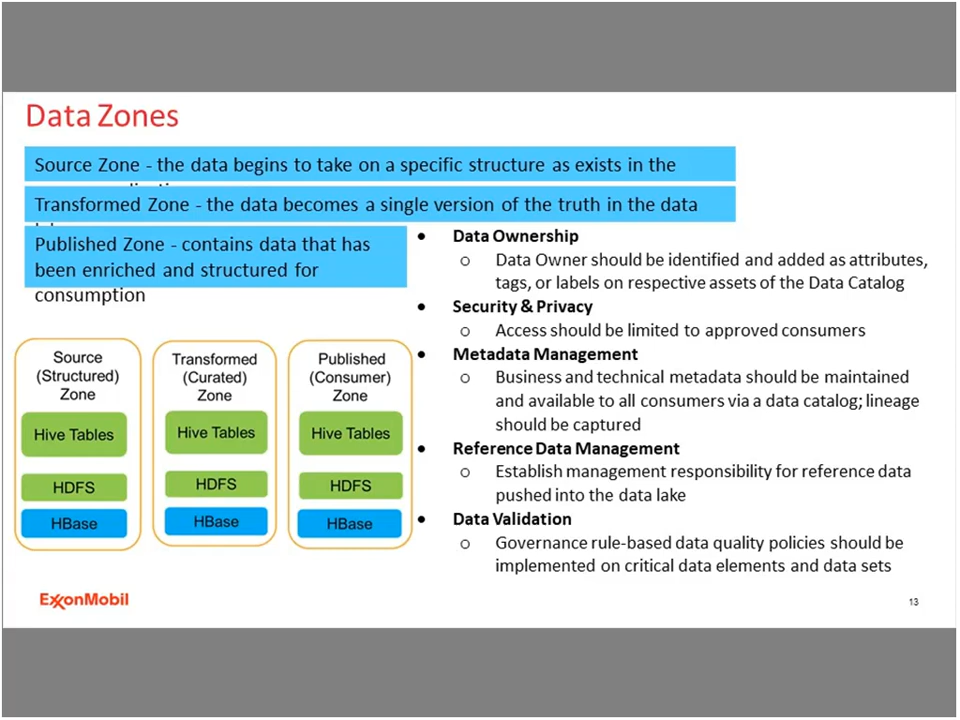 Data Zones
Source Zone - the data begins to take on a specific structure as exists in the
Transformed Zone - the data becomes a single version of the truth in the data
Published Zone - contains data that has
been enriched and structured for
consumption
Source
(Structured)
Zone
Hive Tables
HDFS
HBase
Transformed
(Curated)
Zone
Hive Tables
HDFS
HBase
Published
(Consumer)
Zone
Hive Tables
HDFS
HBase
• Data Ownership
o Data Owner should be identified and added as attributes,
tags, or labels on respective assets of the Data Catalog
• Security & Privacy
o Access should be limited to approved consumers
• Metadata Management
o Business and technical metadata should be maintained
and available to all consumers via a data catalog; lineage
should be captured
• Reference Data Management
o Establish management responsibility for reference data
pushed into the data lake
• Data Validation
o Governance rule-based data quality policies should be
implemented on critical data elements and data sets
ExxonMobil
13